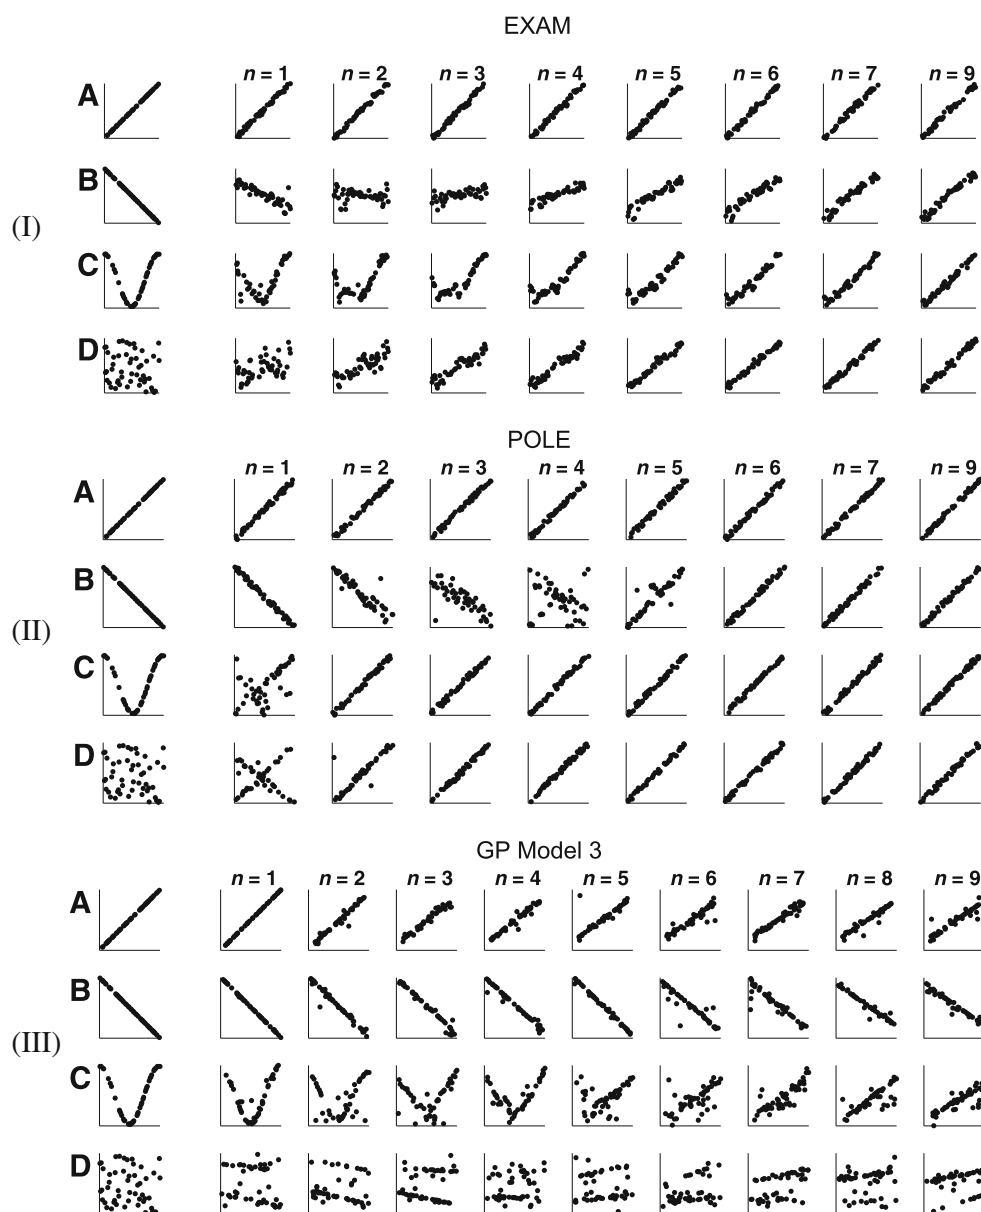 EXAM
n = 1 n = 2 n = 3 n = 4 n = 5 n = 6 n = 7 n = 9
A
B
(I)
C
D
POLE
n = 1 n = 2 n = 3 n = 4 n = 5 n = 6 n = 7 n = 9
A
B
(II)
C
D
GP Model 3
n = 1 n = 2 n = 3 n = 4 n = 5 n = 6 n = 7 n = 8 n = 9
A
B
(III)
C
D